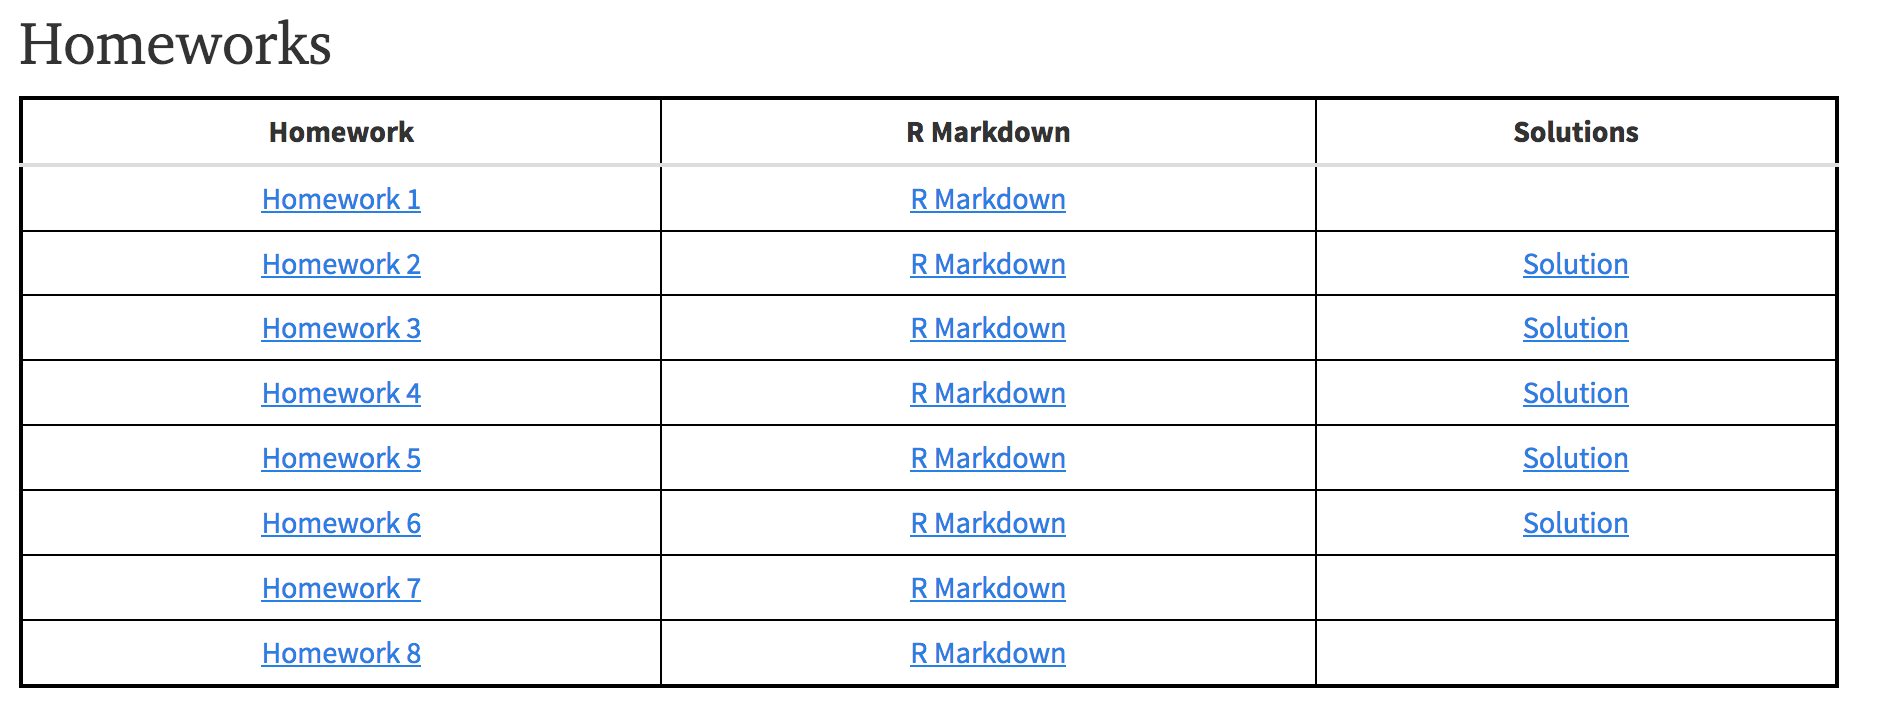 Homeworks
Homework R Markdown Solutions
Homework 1 R Markdown
Homework 2 R Markdown Solution
Homework 3 R Markdown Solution
Homework 4 R Markdown Solution
Homework 5 R Markdown Solution
Homework 6 R Markdown Solution
Homework 7 R Markdown
Homework 8 R Markdown